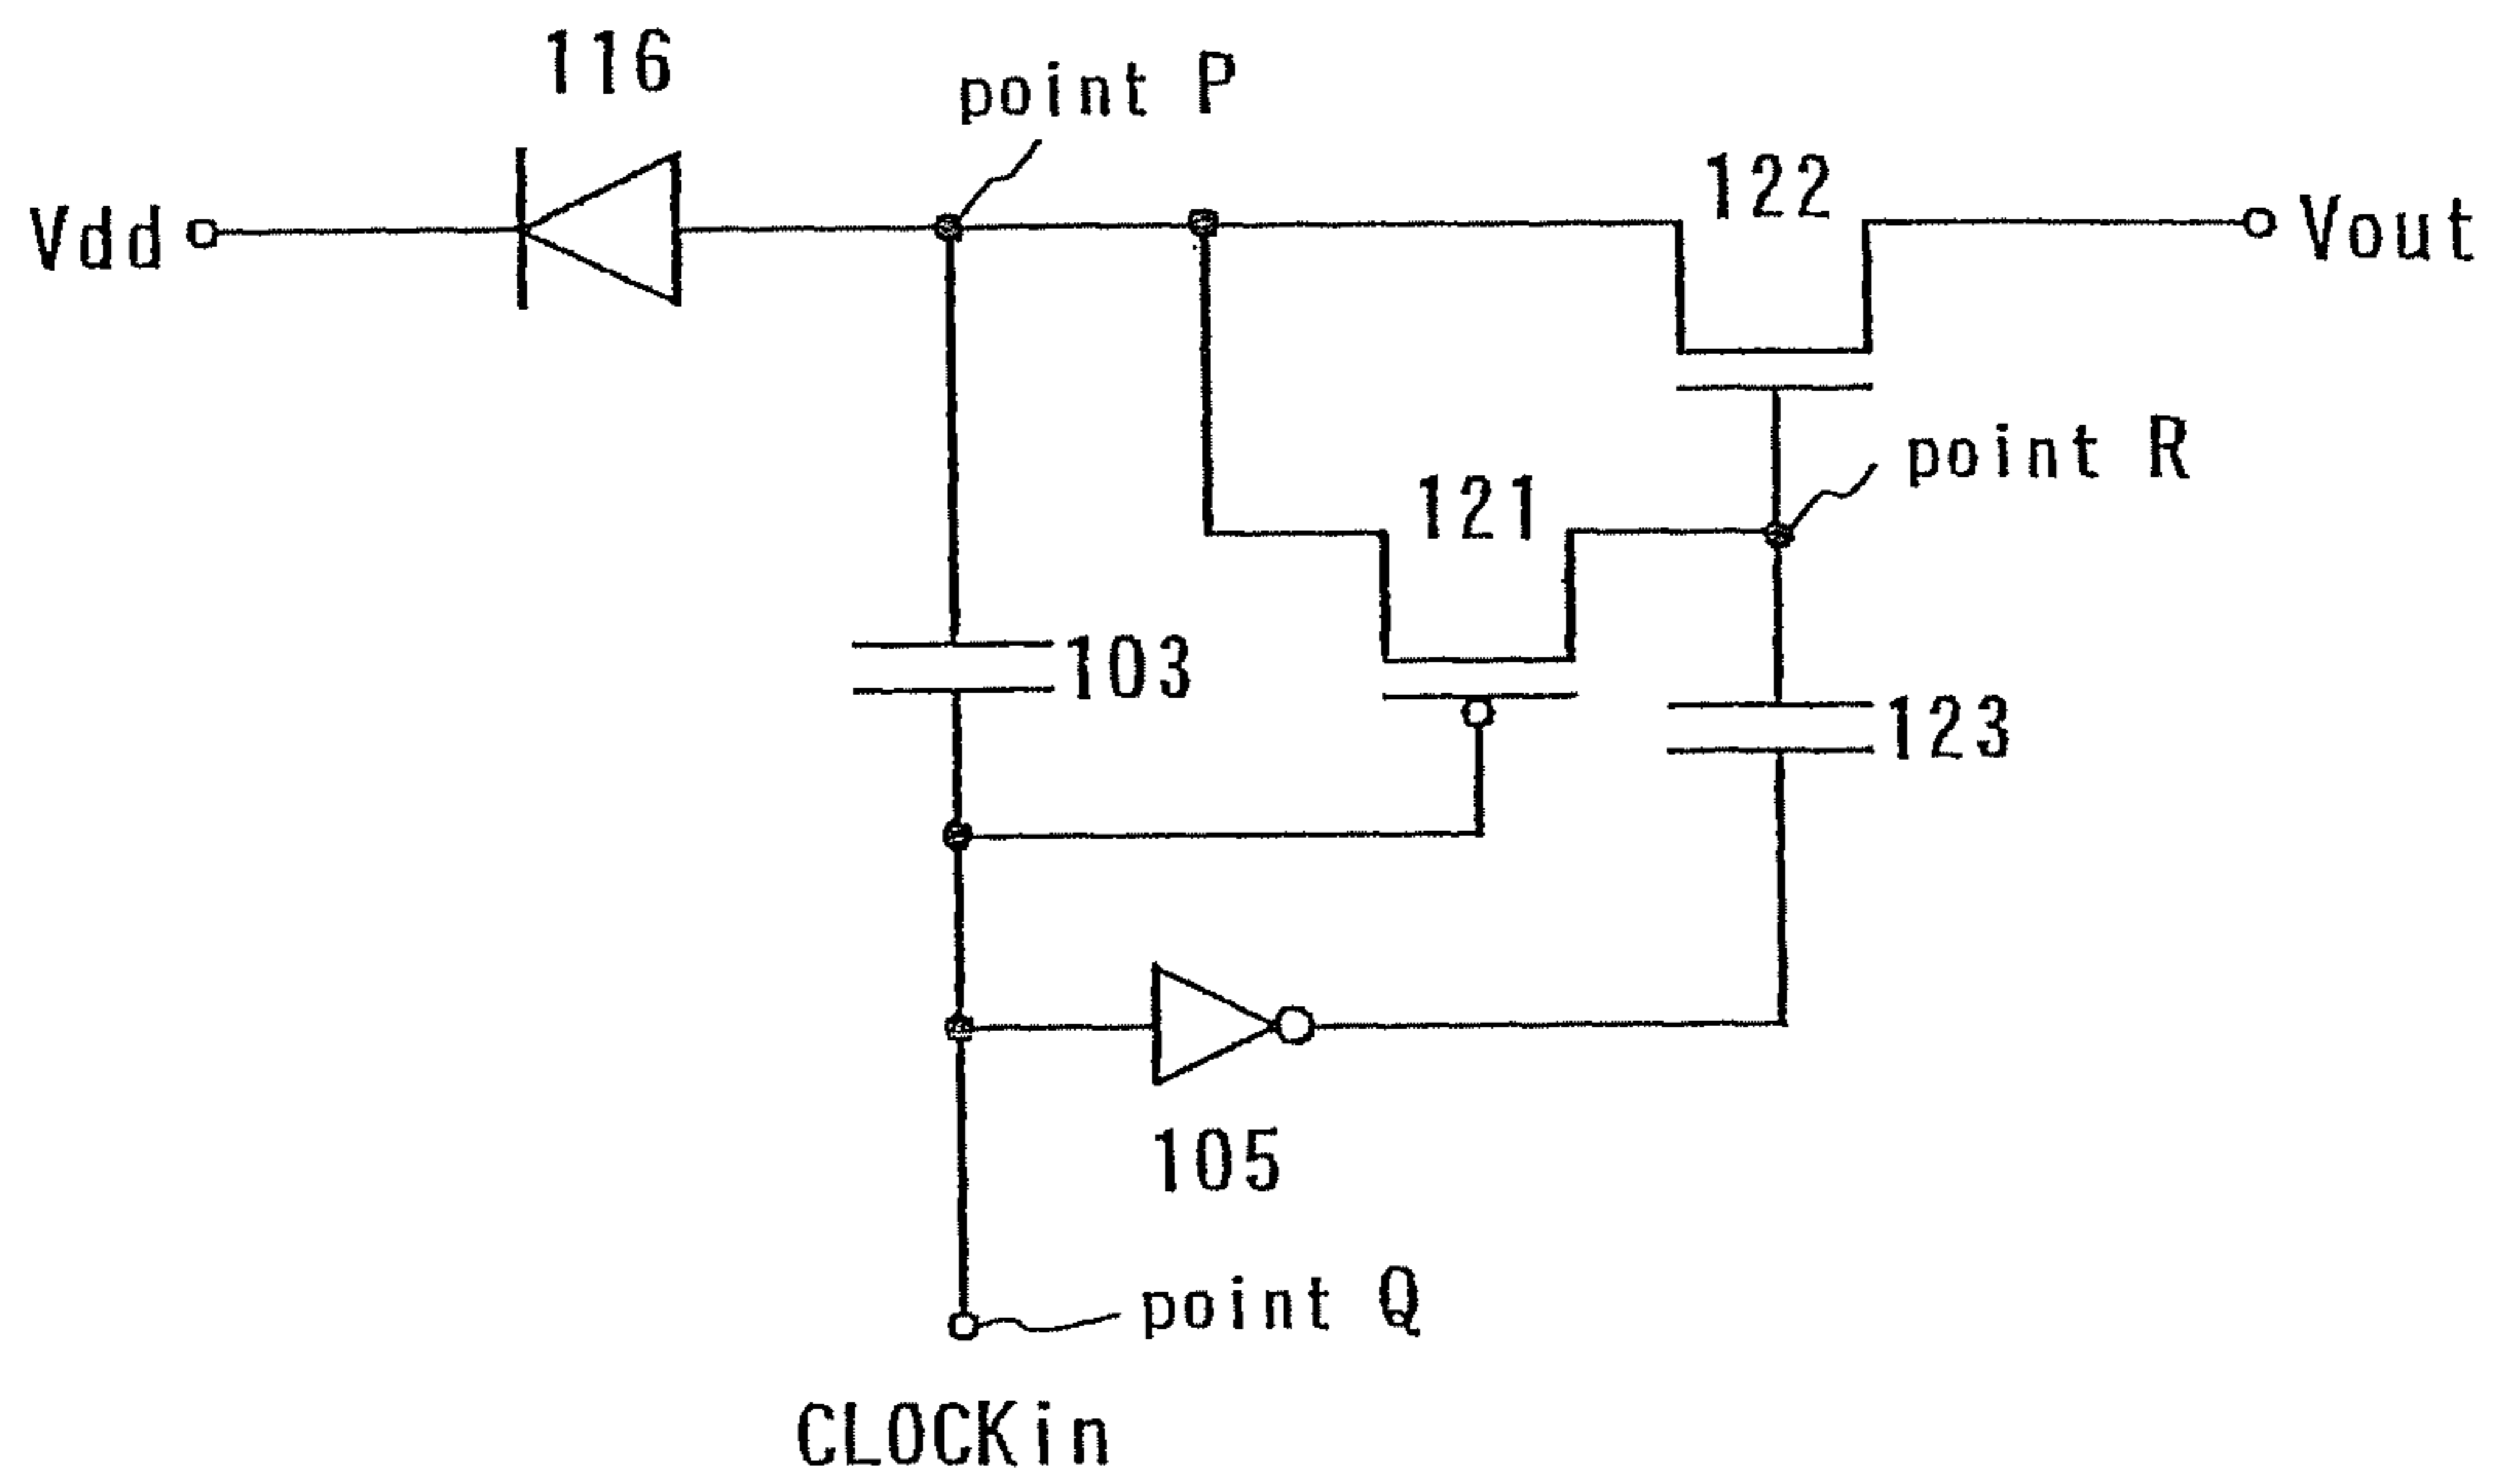 116
point P
122
Vdd
Vout
point R
121
103
123
105
point Q
CLOCKin